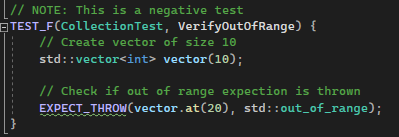 // NOTE: This is a negative test
TEST_F(CollectionTest, VerifyOutOfRange) {
// Create vector of size 10
std::vector<int> vector(10);
// Check if out of range expection is thrown
EXPECT_THROW(vector.at(20), std::out_of_range);
}